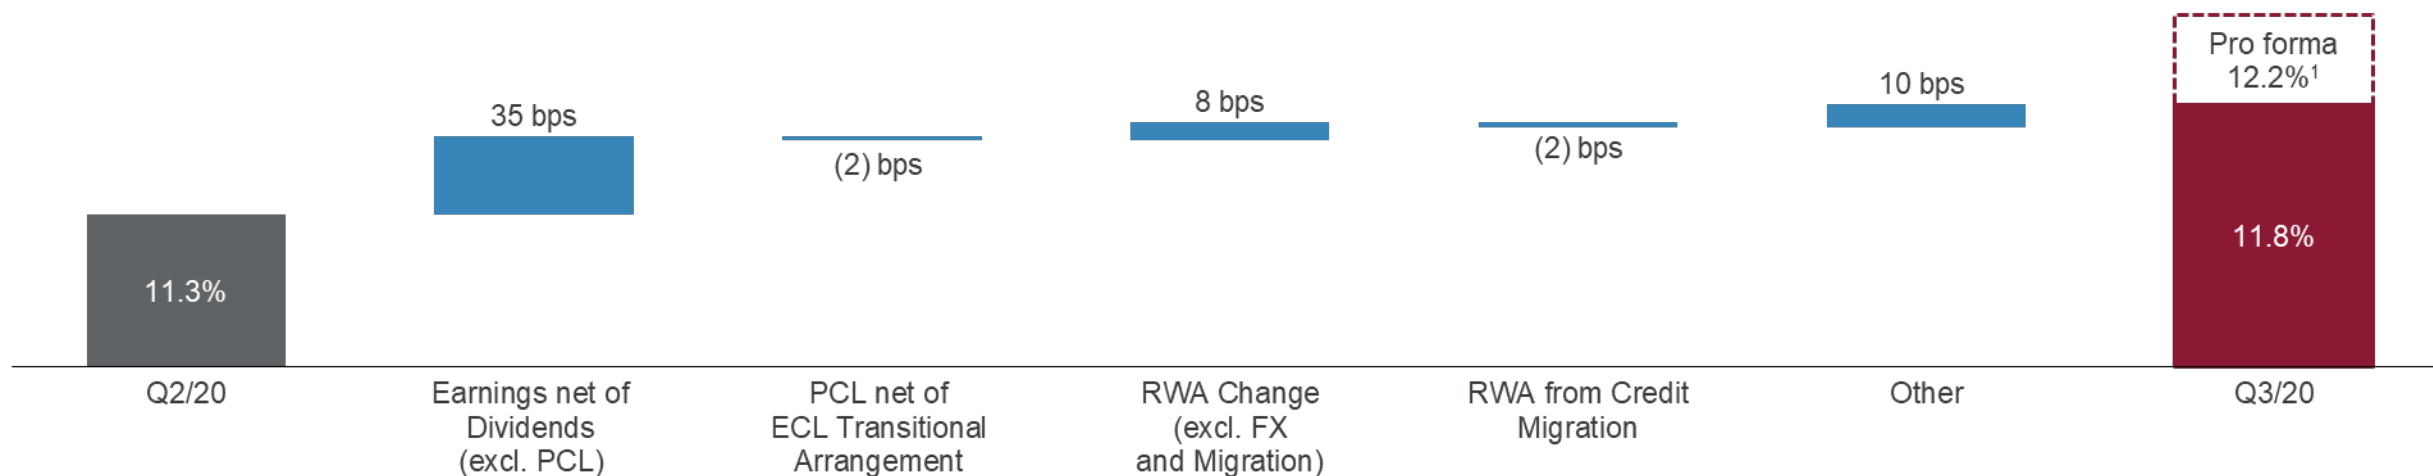 Pro forma
12.2%¹
35 bps
(2) bps
8 bps
(2) bps
10 bps
11.3%
11.8%
Q2/20
Earnings net of
Dividends
(excl. PCL)
PCL net of
ECL Transitional
Arrangement
RWA Change
(excl. FX
and Migration)
RWA from Credit
Migration
Other
Q3/20